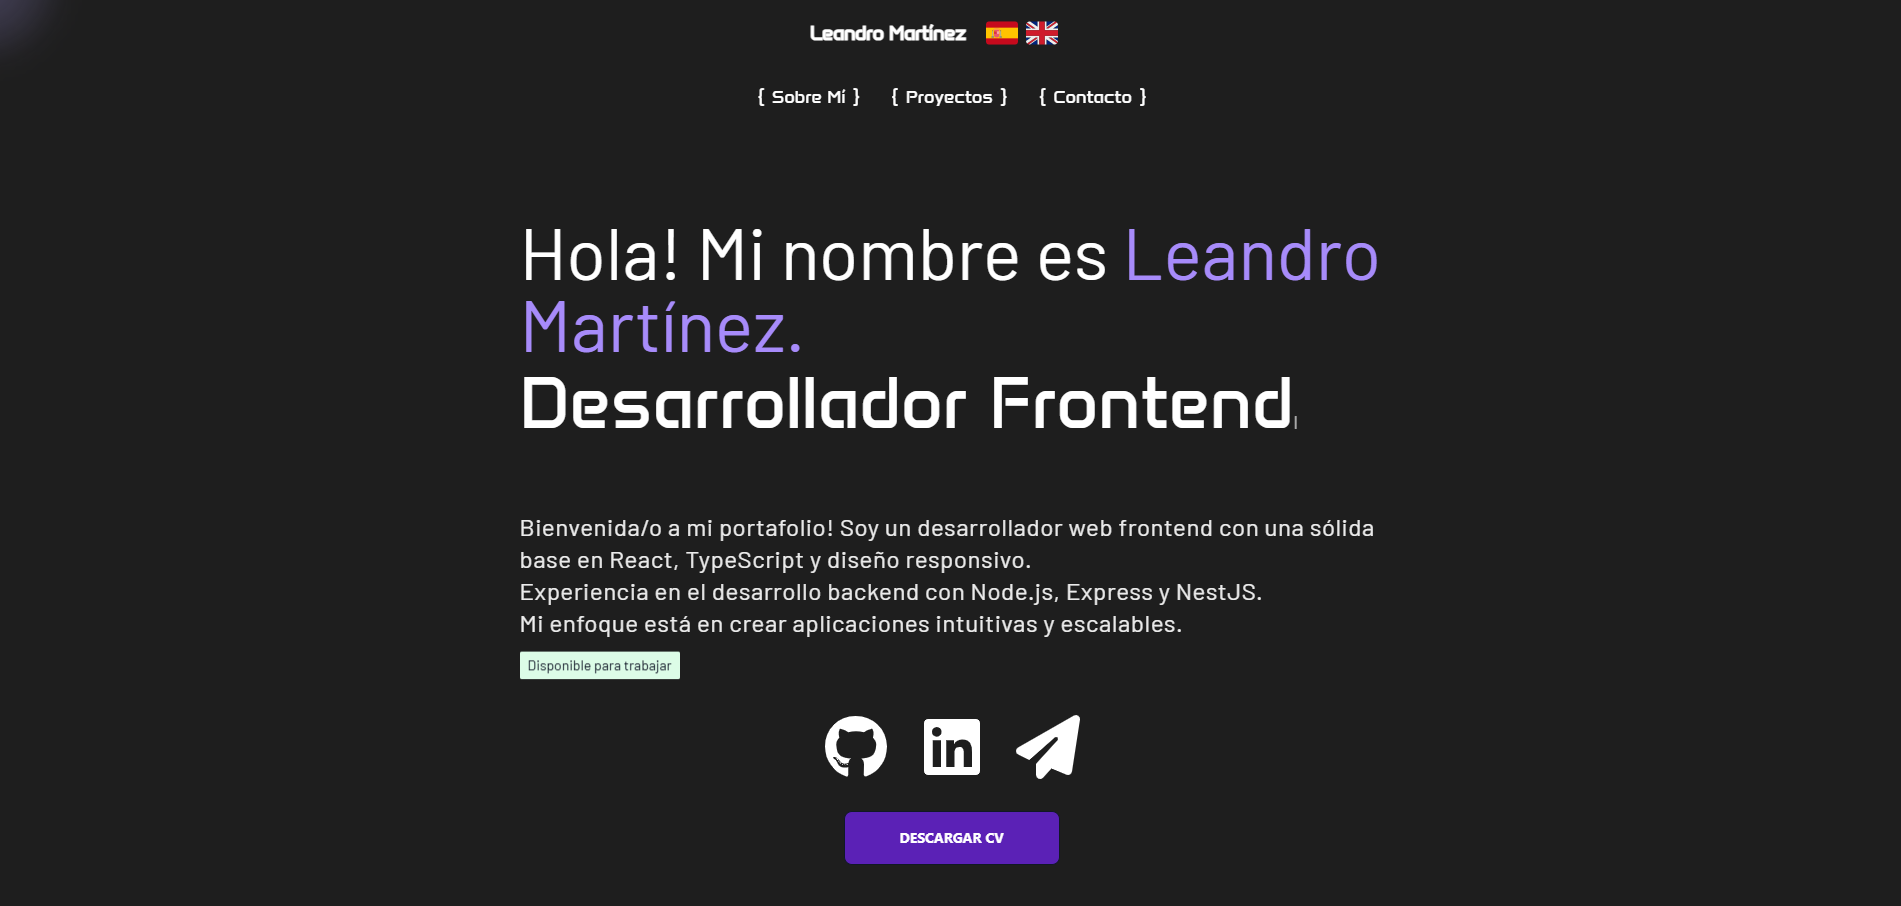 Leandro Martínez
{ Sobre Mí } { Proyectos } { Contacto }
Hola! Mi nombre es Leandro
Martínez.
Desarrollador Frontend
Bienvenida/o a mi portafolio! Soy un desarrollador web frontend con una sólida
base en React, TypeScript y diseño responsivo.
Experiencia en el desarrollo backend con Node.js, Express y NestJS.
Mi enfoque está en crear aplicaciones intuitivas y escalables.
Disponible para trabajar
in
DESCARGAR CV